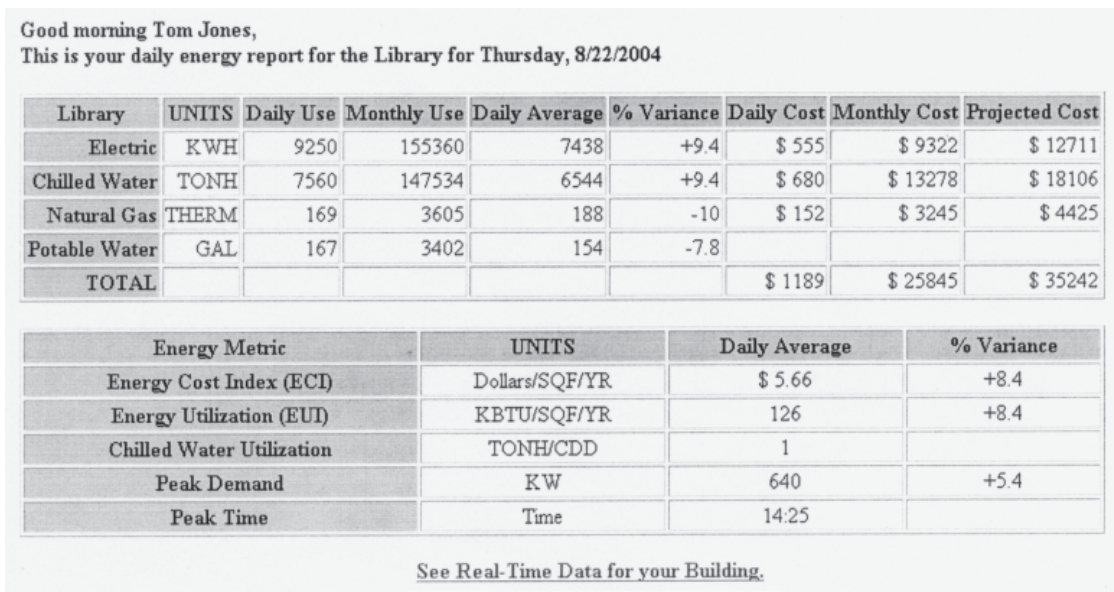 Good morning Tom Jones,
This is your daily energy report for the Library for Thursday, 8/22/2004
Library UNITS Daily Use Monthly Use Daily Average % Variance Daily Cost Monthly Cost Projected Cost
Electric KWH 9250 155360 7438 +9.4 $ 555 $ 9322 $ 12711
Chilled Water TONH 7560 147534 6544 +9.4 $ 680 $ 13278 $ 18106
Natural Gas THERM 169 3605 188 -10 $ 152 $ 3245 $ 4425
Potable Water GAL 167 3402 154 -7.8
TOTAL $ 1189 $ 25845 $ 35242
Energy Metric UNITS Daily Average % Variance
Energy Cost Index (ECI) Dollars/SQF/YR $ 5.66 +8.4
Energy Utilization (EUI) KBTU/SQF/YR 126 +8.4
Chilled Water Utilization TONH/CDD 1
Peak Demand KW 640 +5.4
Peak Time Time 14:25
See Real-Time Data for your Building.